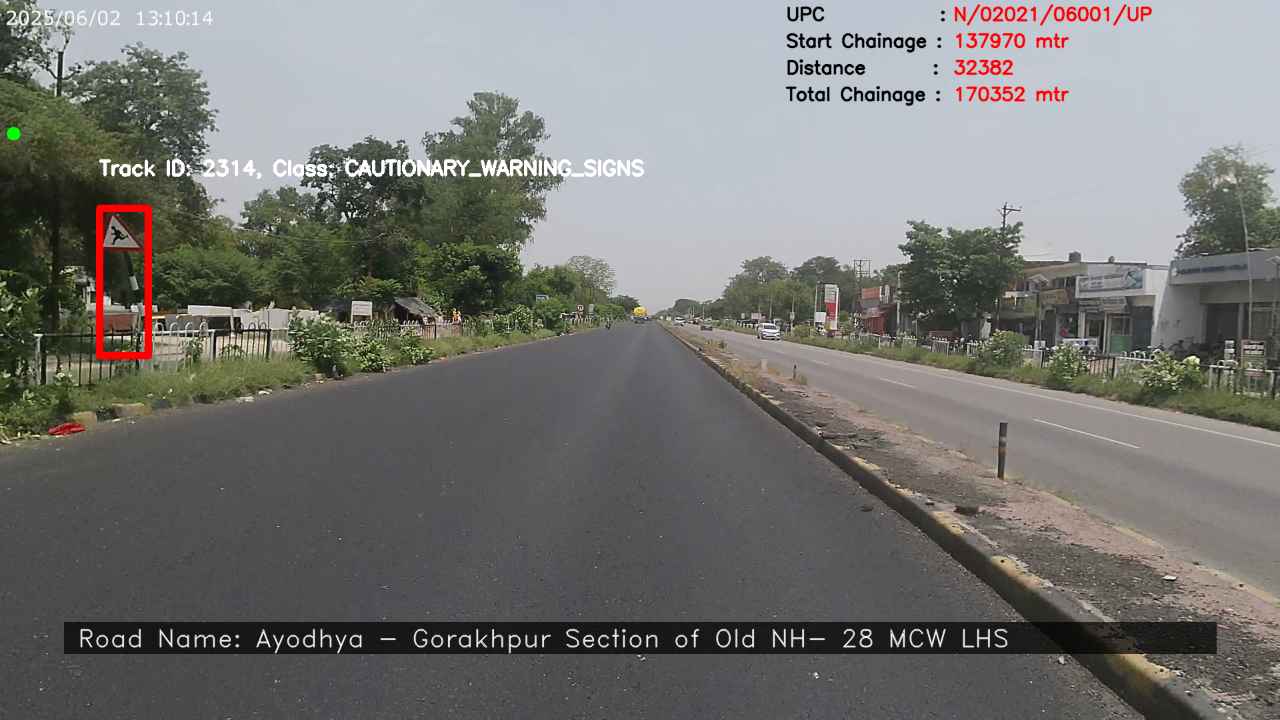 2025/06/02 13:10:14
UPC : N/02021/06001/UP
Start Chainage : 137970 mtr
Distance : 32382
Total Chainage : 170352 mtr
Track ID: 2314, Class: CAUTIONARY_WARNING_SIGNS
Road Name: Ayodhya - Gorakhpur Section of Old NH- 28 MCW LHS